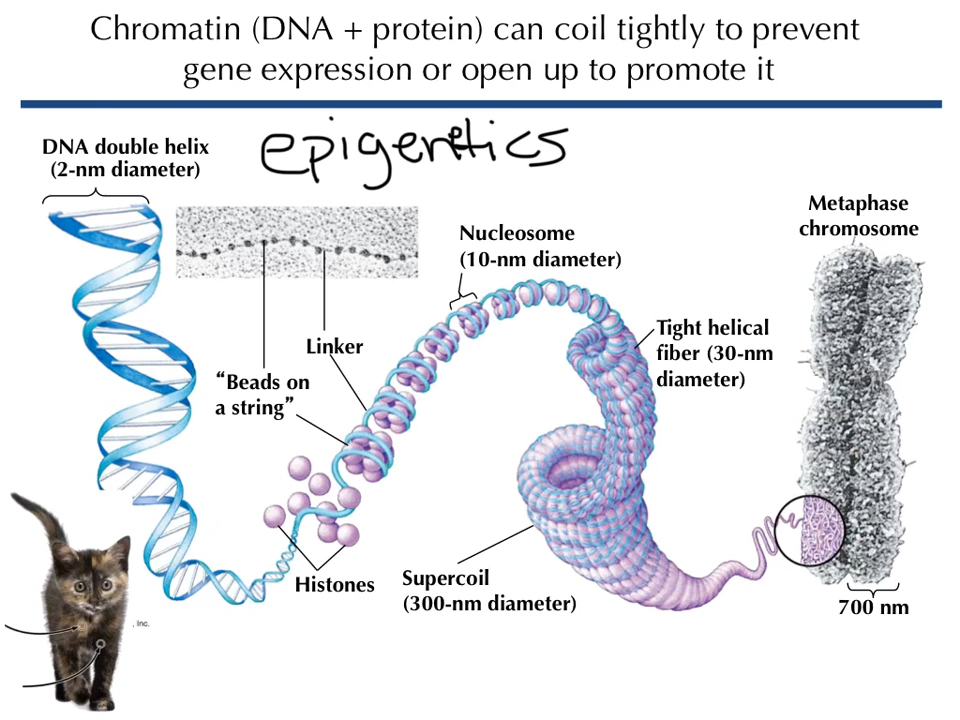 Chromatin (DNA + protein) can coil tightly to prevent
gene expression or open up to promote it
epigenetics
DNA double helix
(2-nm diameter)
Nucleosome
(10-nm diameter)
Metaphase
chromosome
Linker
Tight helical
fiber (30-nm
diameter)
“Beads on
a string”
Histones
Supercoil
(300-nm diameter)
700 nm
, Inc.